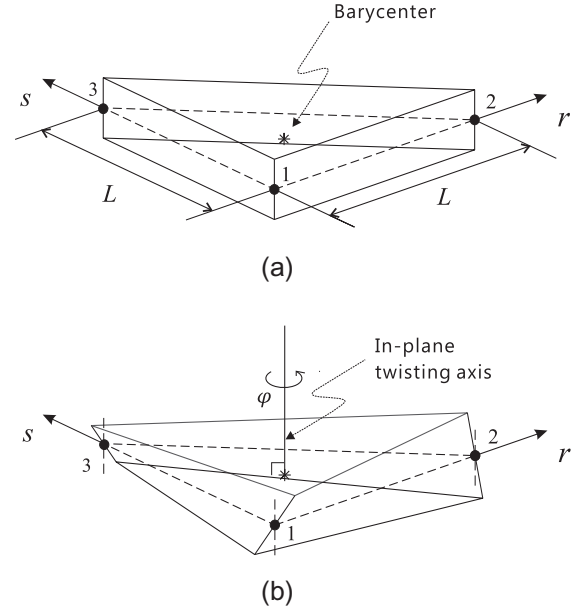 Barycenter
3
s
2
r
1
L
L
(a)
In-plane
twisting axis
φ
s
3
2
r
1
(b)